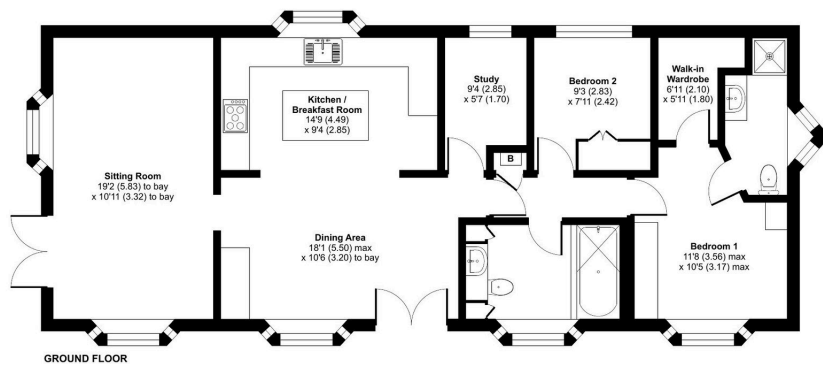 Kitchen /
Breakfast Room
14'9 (4.49)
x 9'4 (2.85)
Study
9'4 (2.85)
x 5'7 (1.70)
Bedroom 2
9'3 (2.83)
x 7'11 (2.42)
Walk-in
Wardrobe
6'11 (2.10)
x 5'11 (1.80)
B
Sitting Room
19'2 (5.83) to bay
x 10'11 (3.32) to bay
Dining Area
18'1 (5.50) max
x 10'6 (3.20) to bay
Bedroom 1
11'8 (3.56) max
x 10'5 (3.17) max
GROUND FLOOR